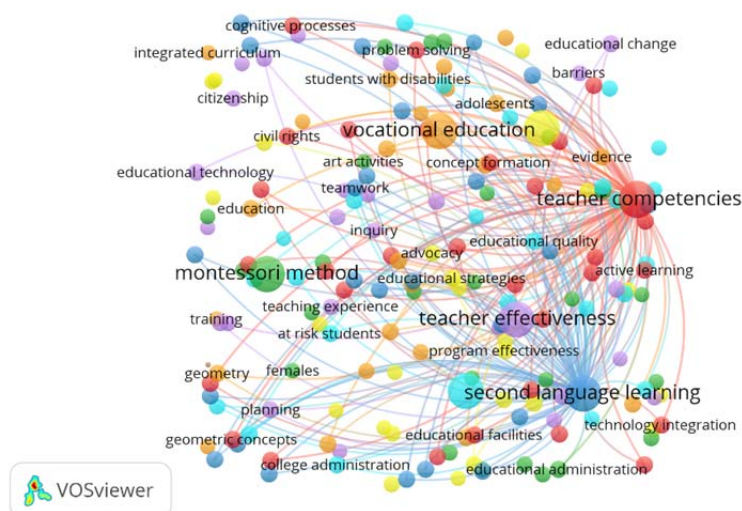 cognitive processes
educational change
integrated curriculum
problem solving
students with disabilities
barriers
citizenship
adolescents
vocational education
civil rights
art activities
concept formation
evidence
educational technology
teamwork
teacher competencies
education
inquiry
educational quality
advocacy
montessori method
educational strategies
active learning
teaching experience
training
at risk students
teacher effectiveness
program effectiveness
geometry
females
second language learning
planning
technology integration
geometric concepts
educational facilities
college administration
educational administration
VOSviewer